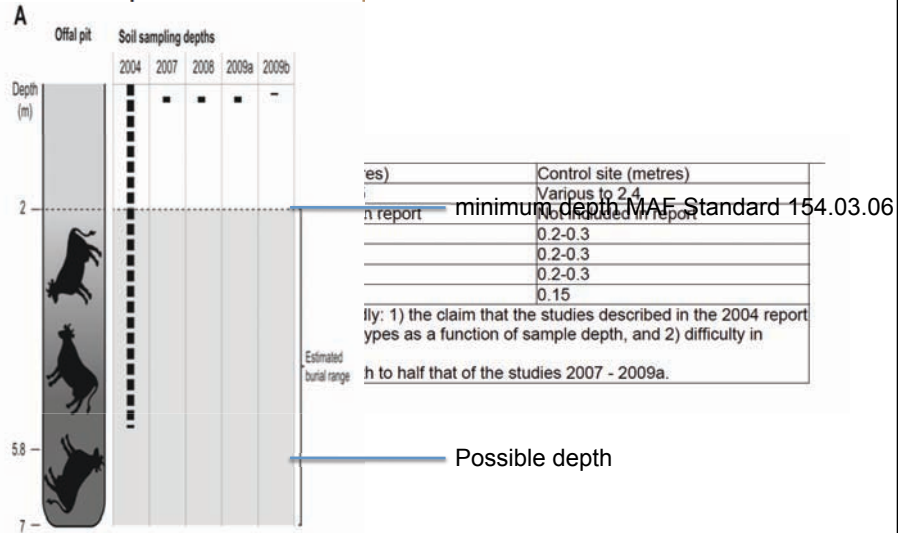 A
Offal pit
Soil sampling depths
2004 2007 2008 2009a 2009b
Depth
(m)
2
5.8
7
Estimated
burial range
minimum depth MAF Standard 154.03.06
Possible depth
res) Control site (metres)
Various to 2.4
n report Not included in report
0.2-0.3
0.2-0.3
0.2-0.3
0.15
lly: 1) the claim that the studies described in the 2004 report
ypes as a function of sample depth, and 2) difficulty in
h to half that of the studies 2007 - 2009a.